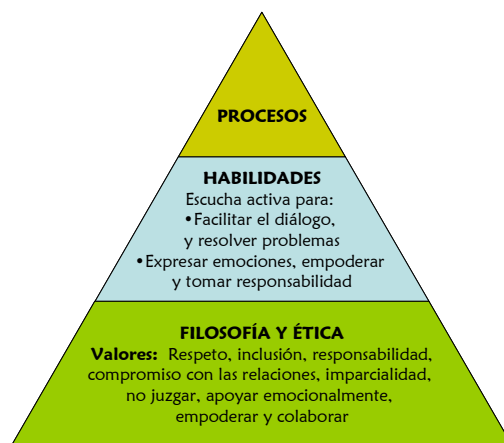 PROCESOS
HABILIDADES
Escucha activa para:
•Facilitar el diálogo,
y resolver problemas
•Expresar emociones, empoderar
y tomar responsabilidad
FILOSOFÍA Y ÉTICA
Valores: Respeto, inclusión, responsabilidad,
compromiso con las relaciones, imparcialidad,
no juzgar, apoyar emocionalmente,
empoderar y colaborar